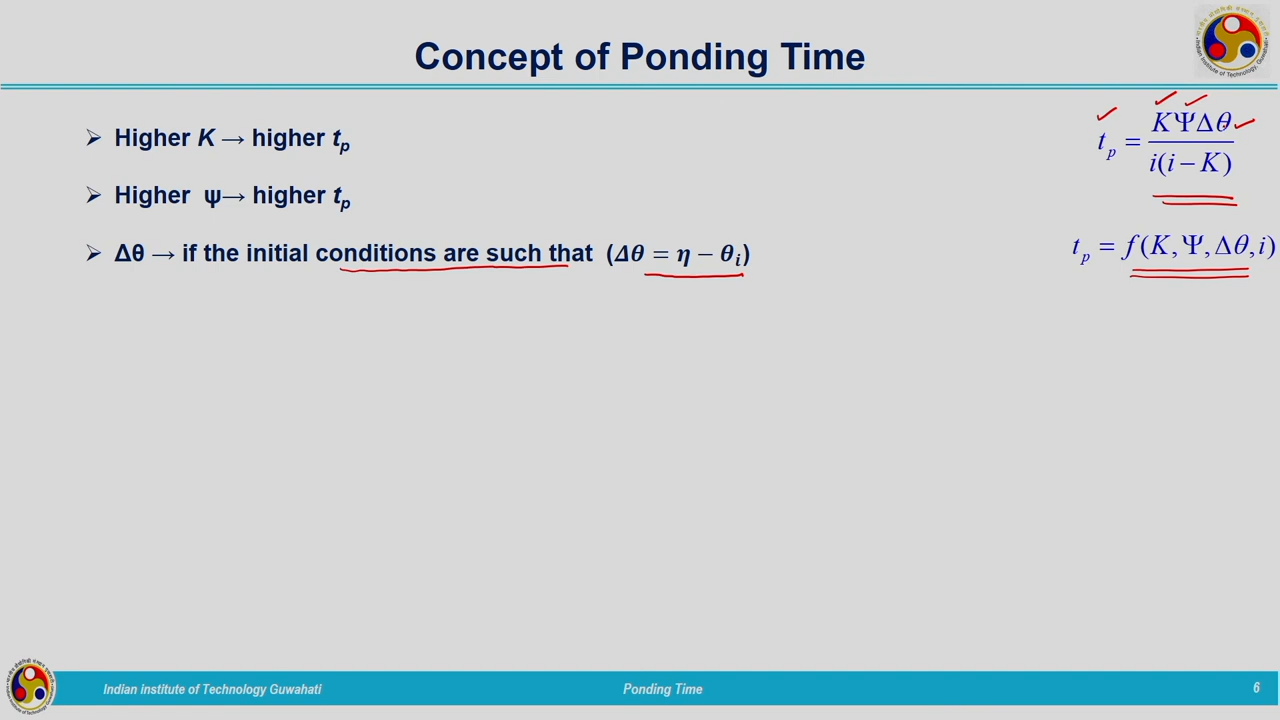 Concept of Ponding Time
➢ Higher K → higher tₚ
➢ Higher ψ→ higher tₚ
➢ Δθ → if the initial conditions are such that (Δθ = η − θᵢ)
tₚ = KΨΔθ / i(i − K)
tₚ = f(K, Ψ, Δθ, i)
Indian institute of Technology Guwahati
Ponding Time
6